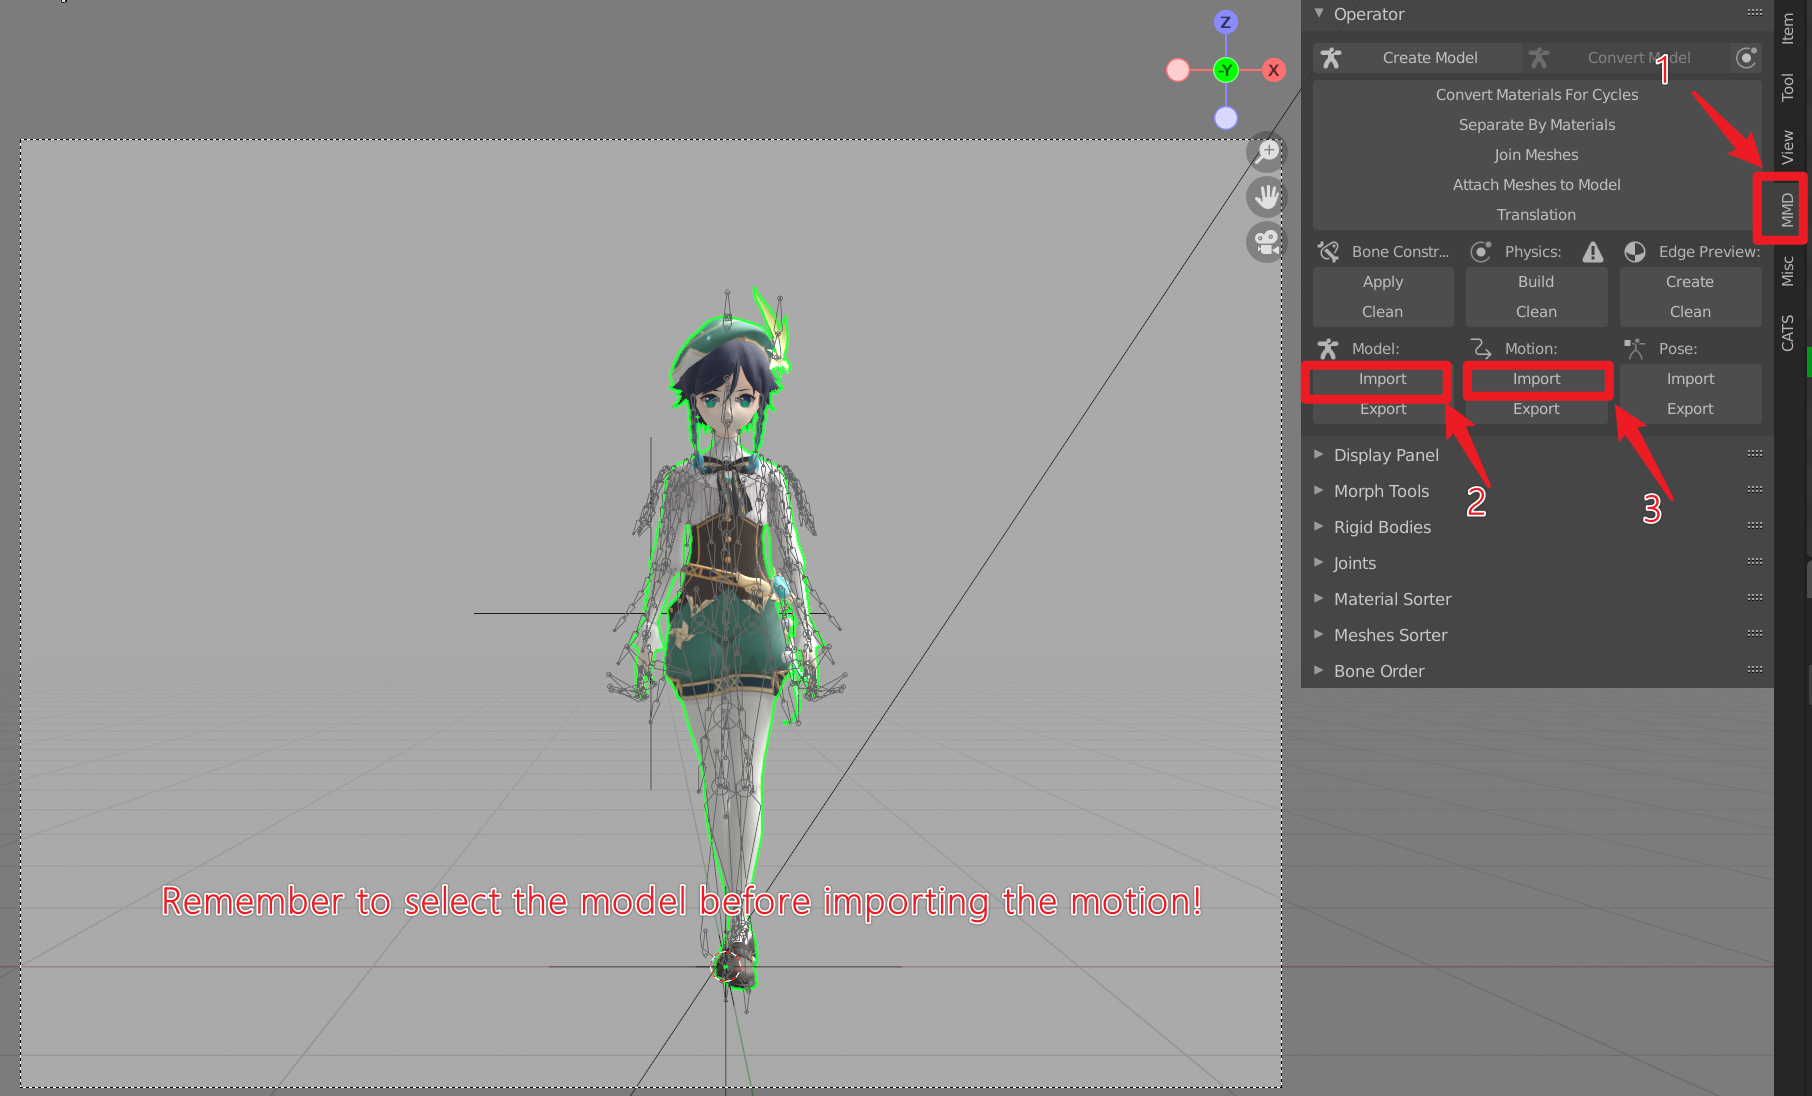 Operator
Create Model
Convert Model
Convert Materials For Cycles
Separate By Materials
Join Meshes
Attach Meshes to Model
Translation
Bone Constr... Physics: Edge Preview:
Apply Build Create
Clean Clean Clean
Model: Motion: Pose:
Import Import Import
Export Export Export
Display Panel
Morph Tools
Rigid Bodies
Joints
Material Sorter
Meshes Sorter
Bone Order
Item
Tool
View
MMD
Misc
CATS
Z
-Y
X
1
2
3
Remember to select the model before importing the motion!